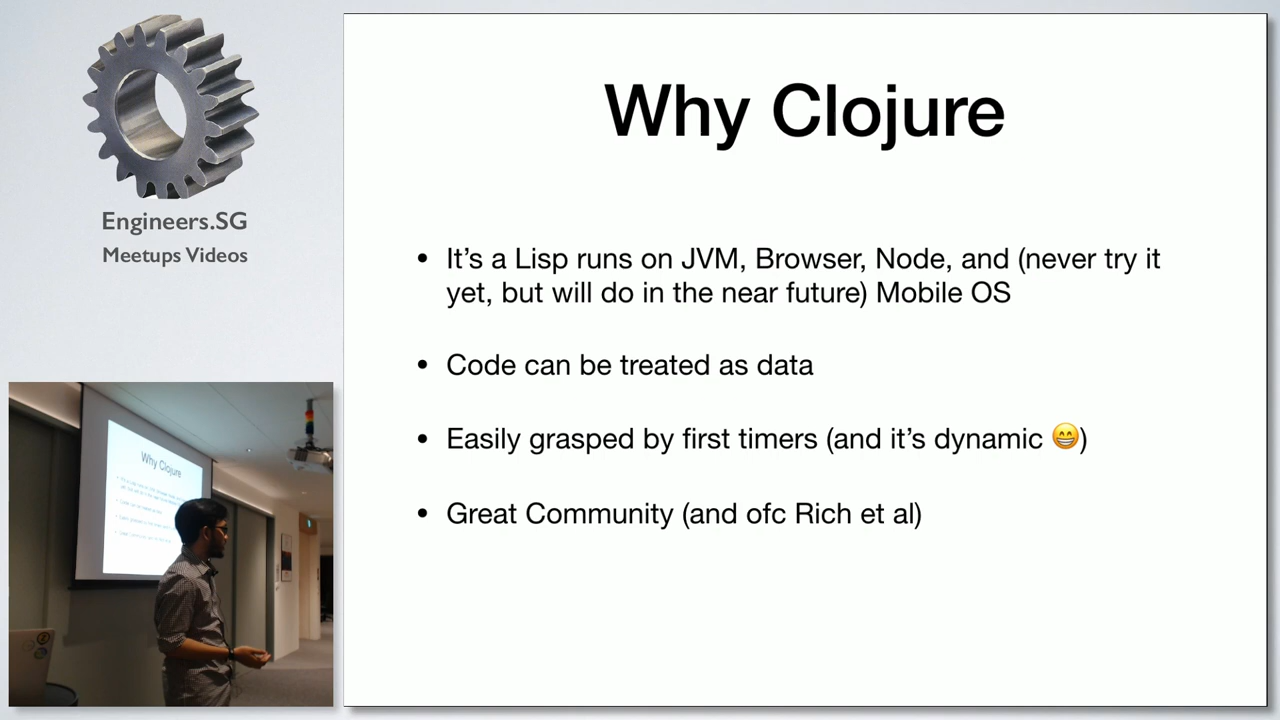 Engineers.SG
Meetups Videos
Why Clojure
• It’s a Lisp runs on JVM, Browser, Node, and (never try it
yet, but will do in the near future) Mobile OS
• Code can be treated as data
• Easily grasped by first timers (and it’s dynamic 😁)
• Great Community (and ofc Rich et al)
Why Clojure